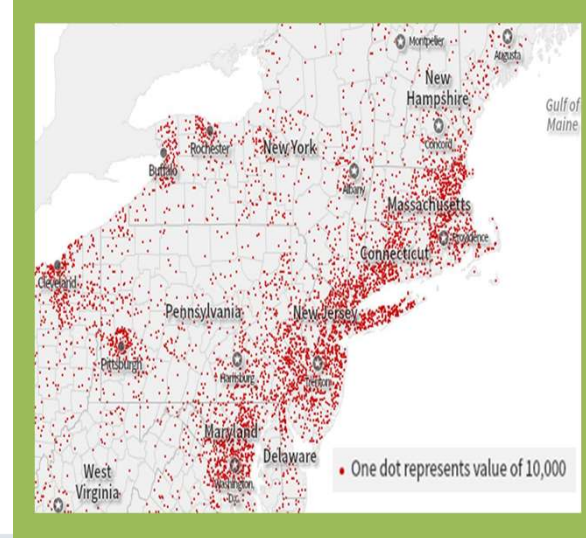 Montpelier
Augusta
New
Hampshire
Gulf of
Maine
Concord
Rochester
New York
Buffalo
Albany
Massachusetts
Providence
Connecticut
Cleveland
Pennsylvania
New Jersey
Pittsburgh
Harrisburg
Trenton
Maryland
Delaware
Washington,
D.C.
West
Virginia
One dot represents value of 10,000